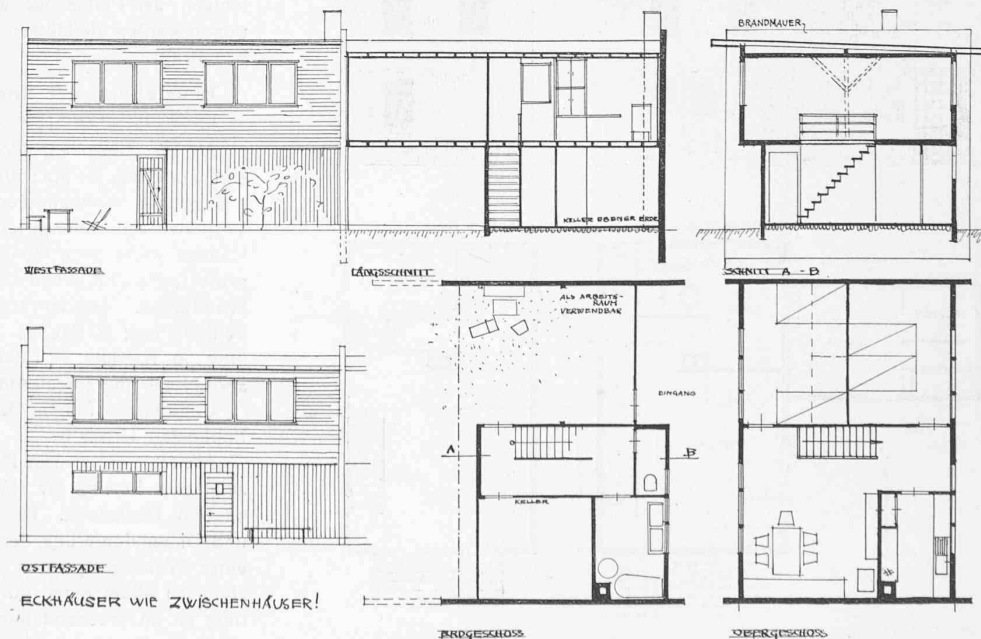 BRANDMAUER
KELLER EBENER ERDE
WESTFASSADE
LÄNGSSCHNITT
SCHNITT A - B
ALS ARBEITS-
RAUM
VERWENDBAR
EINGANG
A
B
KELLER
OSTFASSADE
ECKHÄUSER WIE ZWISCHENHÄUSER!
ERDGESCHOSS
OBERGESCHOSS